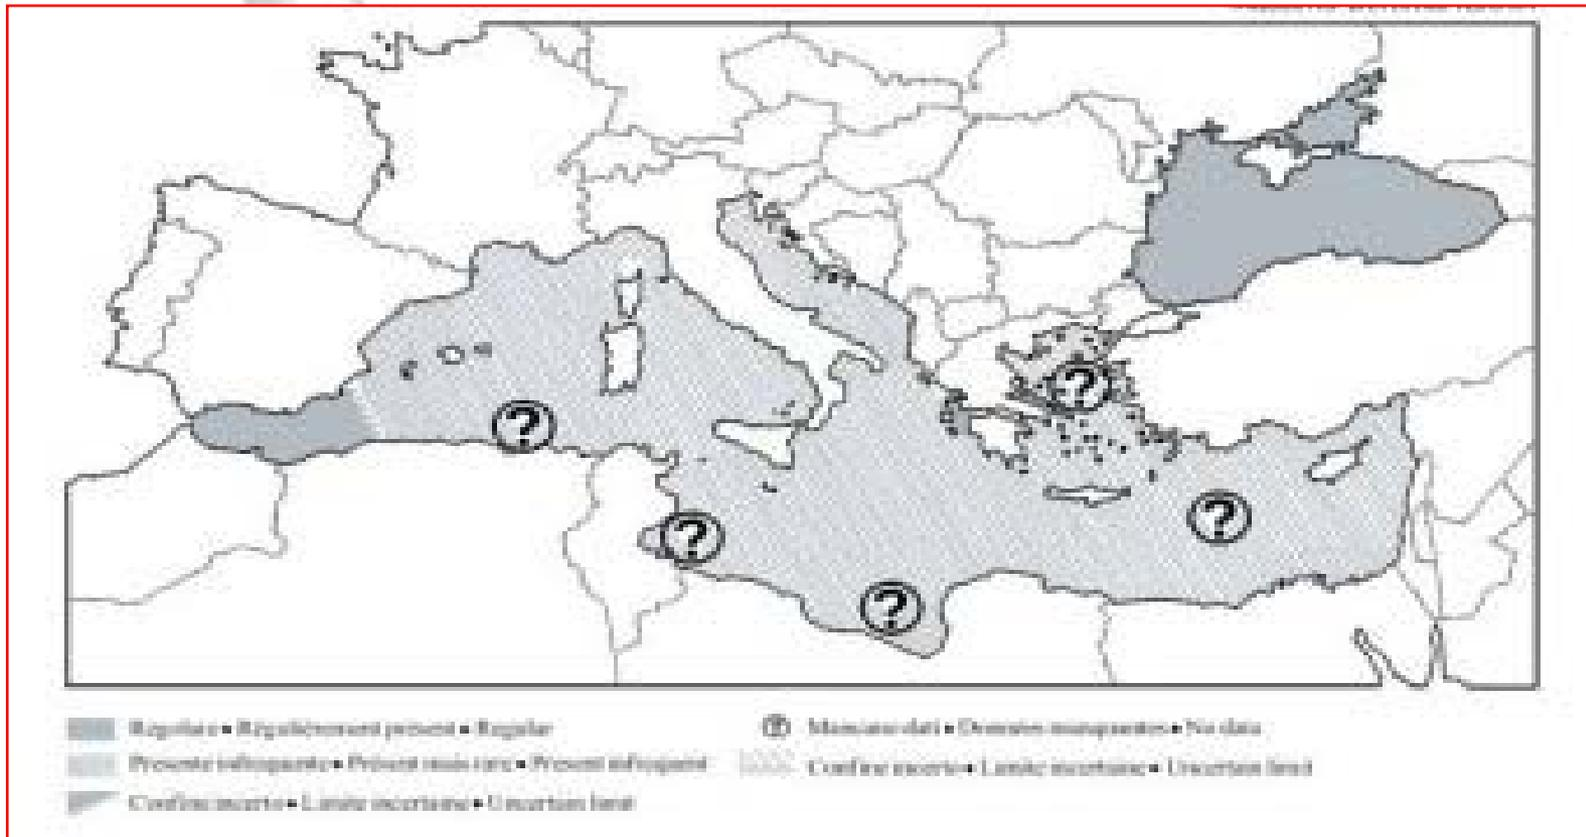 Regolare • Régulièrement présent • Regular
Presente infrequente • Présent mais rare • Present infrequent
Confine incerto • Limite incertaine • Uncertain limit
? Mancano dati • Données manquantes • No data
Confine incerto • Limite incertaine • Uncertain limit
?
?
?
?
?